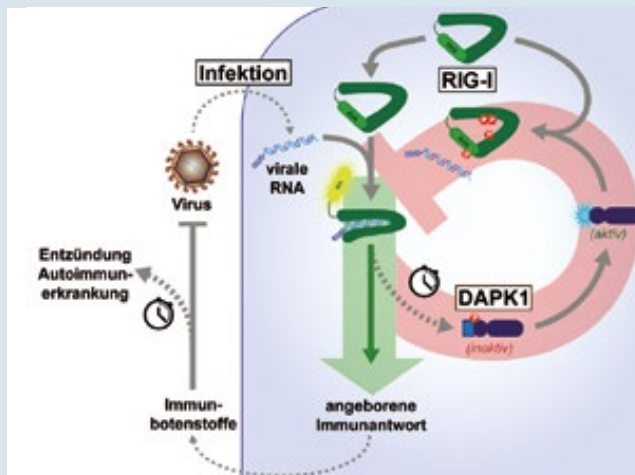 Infektion
RIG-I
virale
RNA
Virus
(aktiv)
Entzündung
Autoimmun-
erkrankung
DAPK1
(inaktiv)
Immun-
botenstoffe
angeborene
Immunantwort